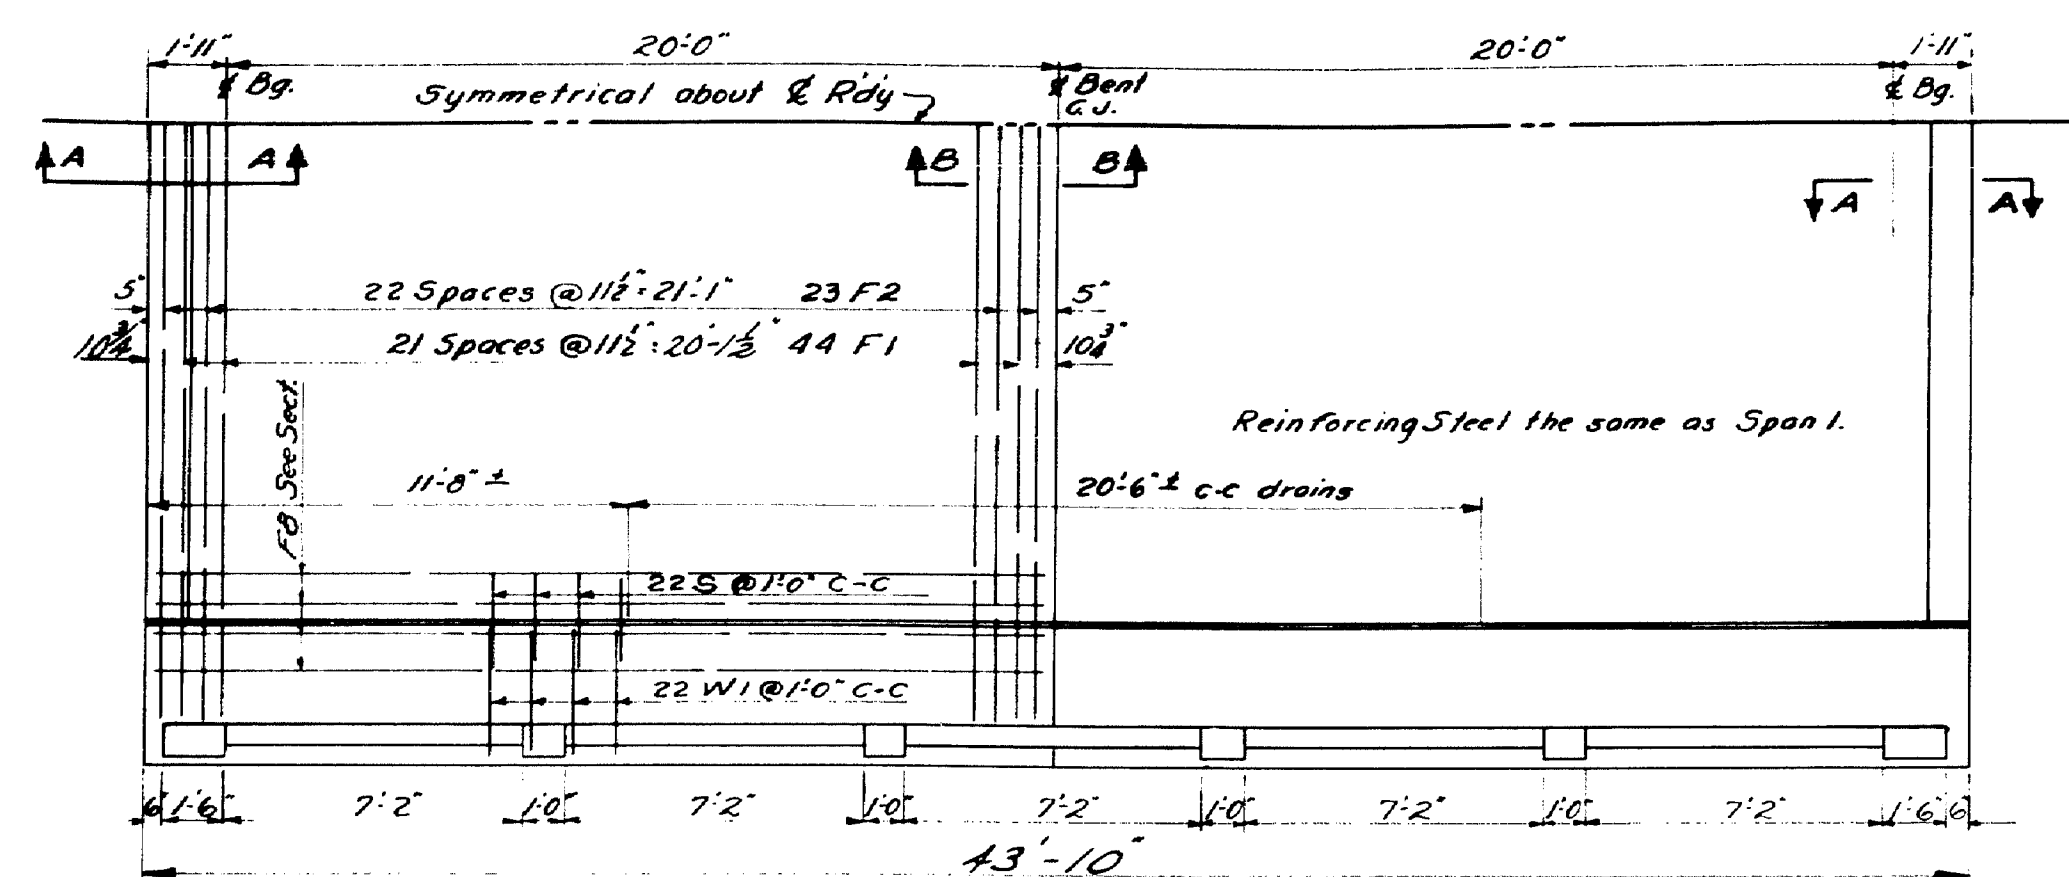 1'-11" 20'-0" 20'-0" 1'-11"
℄ Bg. Symmetrical about ℄ R'd'y ℄ Bent ℄ Bg.
C.J.
A A B B A A
5" 22 Spaces @ 11½" = 21'-1" 23 F2 5"
10¾" 21 Spaces @ 11½" = 20'-1½" 44 F1 10¾"
F8 See Sect.
Reinforcing Steel the same as Span 1.
11'-8" ± 20'-6" ± c-c drains
22 S @ 1'-0" C-C
22 W1 @ 1'-0" C-C
6" 1'-6" 7'-2" 1'-0" 7'-2" 1'-0" 7'-2" 1'-0" 7'-2" 1'-0" 7'-2" 1'-6" 6"
43'-10"